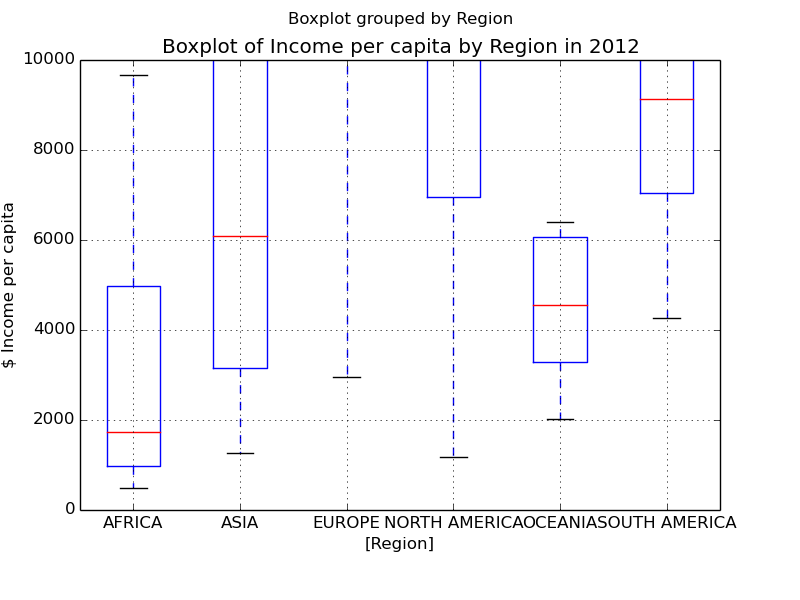 Boxplot grouped by Region
Boxplot of Income per capita by Region in 2012
10000
8000
6000
4000
2000
0
$ Income per capita
AFRICA ASIA EUROPE NORTH AMERICA OCEANIA SOUTH AMERICA
[Region]